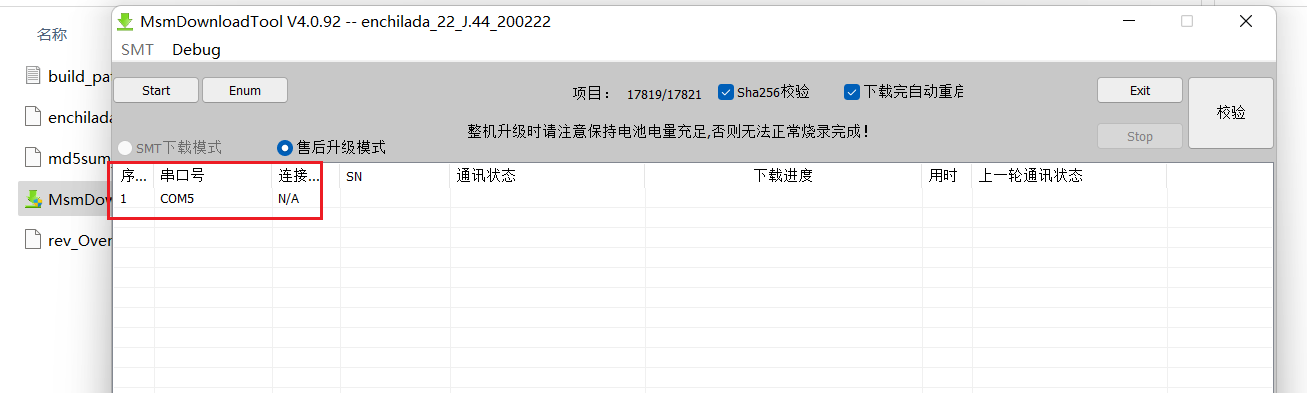 MsmDownloadTool V4.0.92 -- enchilada_22_J.44_200222
SMT Debug
名称
build_pa
enchilada
md5sum
MsmDow
rev_Over
Start Enum 项目： 17819/17821 Sha256校验 下载完自动重启 Exit 校验
整机升级时请注意保持电池电量充足,否则无法正常烧录完成！ Stop
SMT下载模式 售后升级模式
序... 串口号 连接... SN 通讯状态 下载进度 用时 上一轮通讯状态
1 COM5 N/A